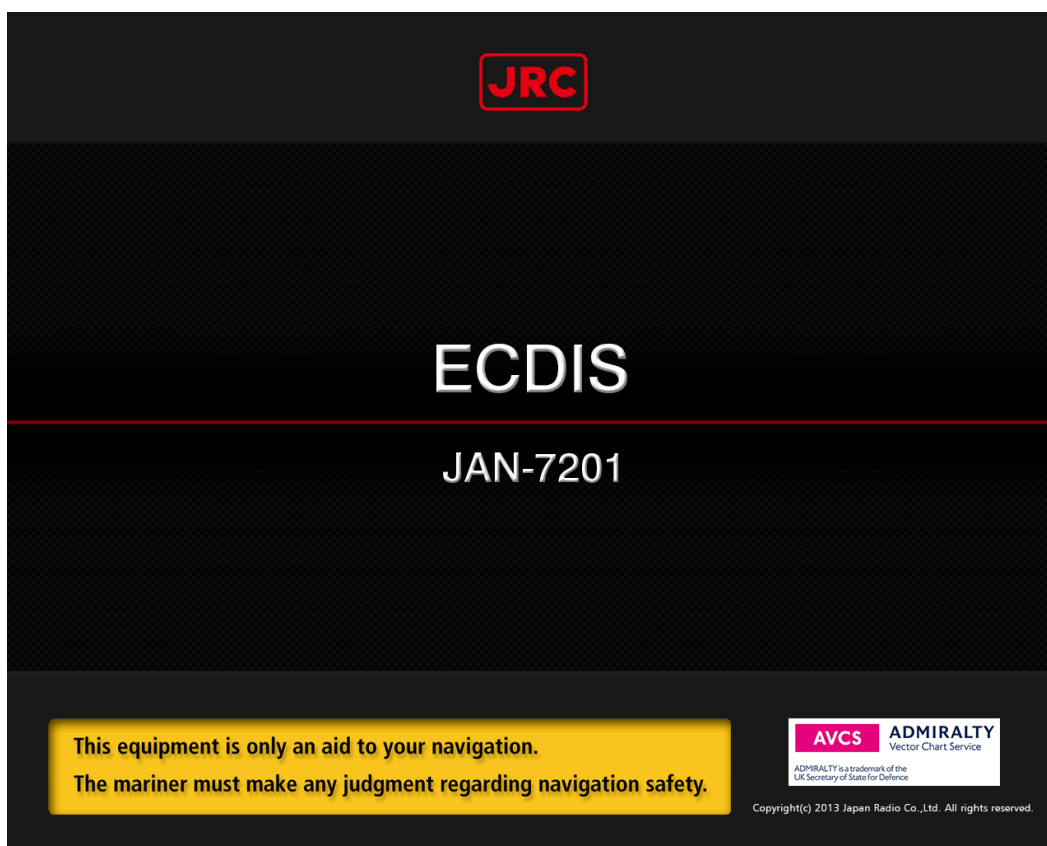 JRC
ECDIS
JAN-7201
This equipment is only an aid to your navigation.
The mariner must make any judgment regarding navigation safety.
AVCS
ADMIRALTY
Vector Chart Service
ADMIRALTY is a trademark of the
UK Secretary of State for Defence
Copyright(c) 2013 Japan Radio Co.,Ltd. All rights reserved.